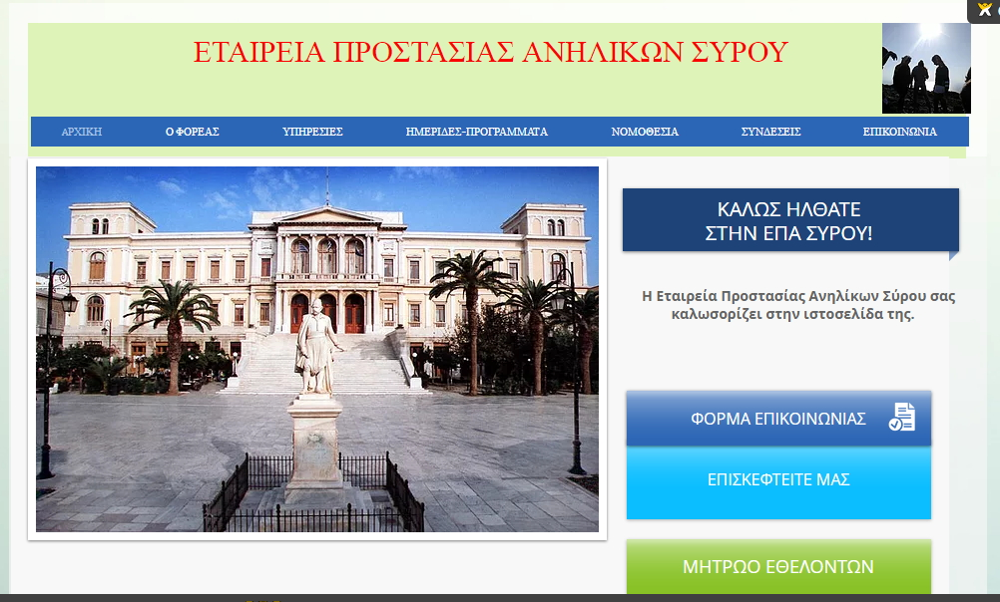 ΕΤΑΙΡΕΙΑ ΠΡΟΣΤΑΣΙΑΣ ΑΝΗΛΙΚΩΝ ΣΥΡΟΥ
ΑΡΧΙΚΗ Ο ΦΟΡΕΑΣ ΥΠΗΡΕΣΙΕΣ ΗΜΕΡΙΔΕΣ-ΠΡΟΓΡΑΜΜΑΤΑ ΝΟΜΟΘΕΣΙΑ ΣΥΝΔΕΣΕΙΣ ΕΠΙΚΟΙΝΩΝΙΑ
ΚΑΛΩΣ ΗΛΘΑΤΕ
ΣΤΗΝ ΕΠΑ ΣΥΡΟΥ!
Η Εταιρεία Προστασίας Ανηλίκων Σύρου σας
καλωσορίζει στην ιστοσελίδα της.
ΦΟΡΜΑ ΕΠΙΚΟΙΝΩΝΙΑΣ
ΕΠΙΣΚΕΦΤΕΙΤΕ ΜΑΣ
ΜΗΤΡΩΟ ΕΘΕΛΟΝΤΩΝ